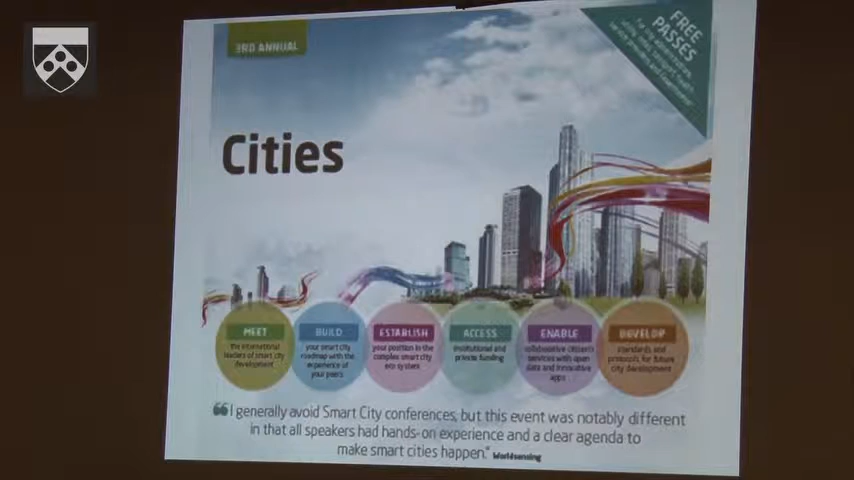 3RD ANNUAL
FREE
PASSES
Cities
MEET
the international
leaders of smart city
development
BUILD
your smart city
roadmap with the
experience of
your peers
ESTABLISH
your position in the
complex smart city
eco system
ACCESS
institutional and
private funding
ENABLE
collaborative citizen
services with open
data and innovative
apps
DEVELOP
standards and
protocols for future
city development
“I generally avoid Smart City conferences, but this event was notably different
in that all speakers had hands-on experience and a clear agenda to
make smart cities happen.” Worldsensing